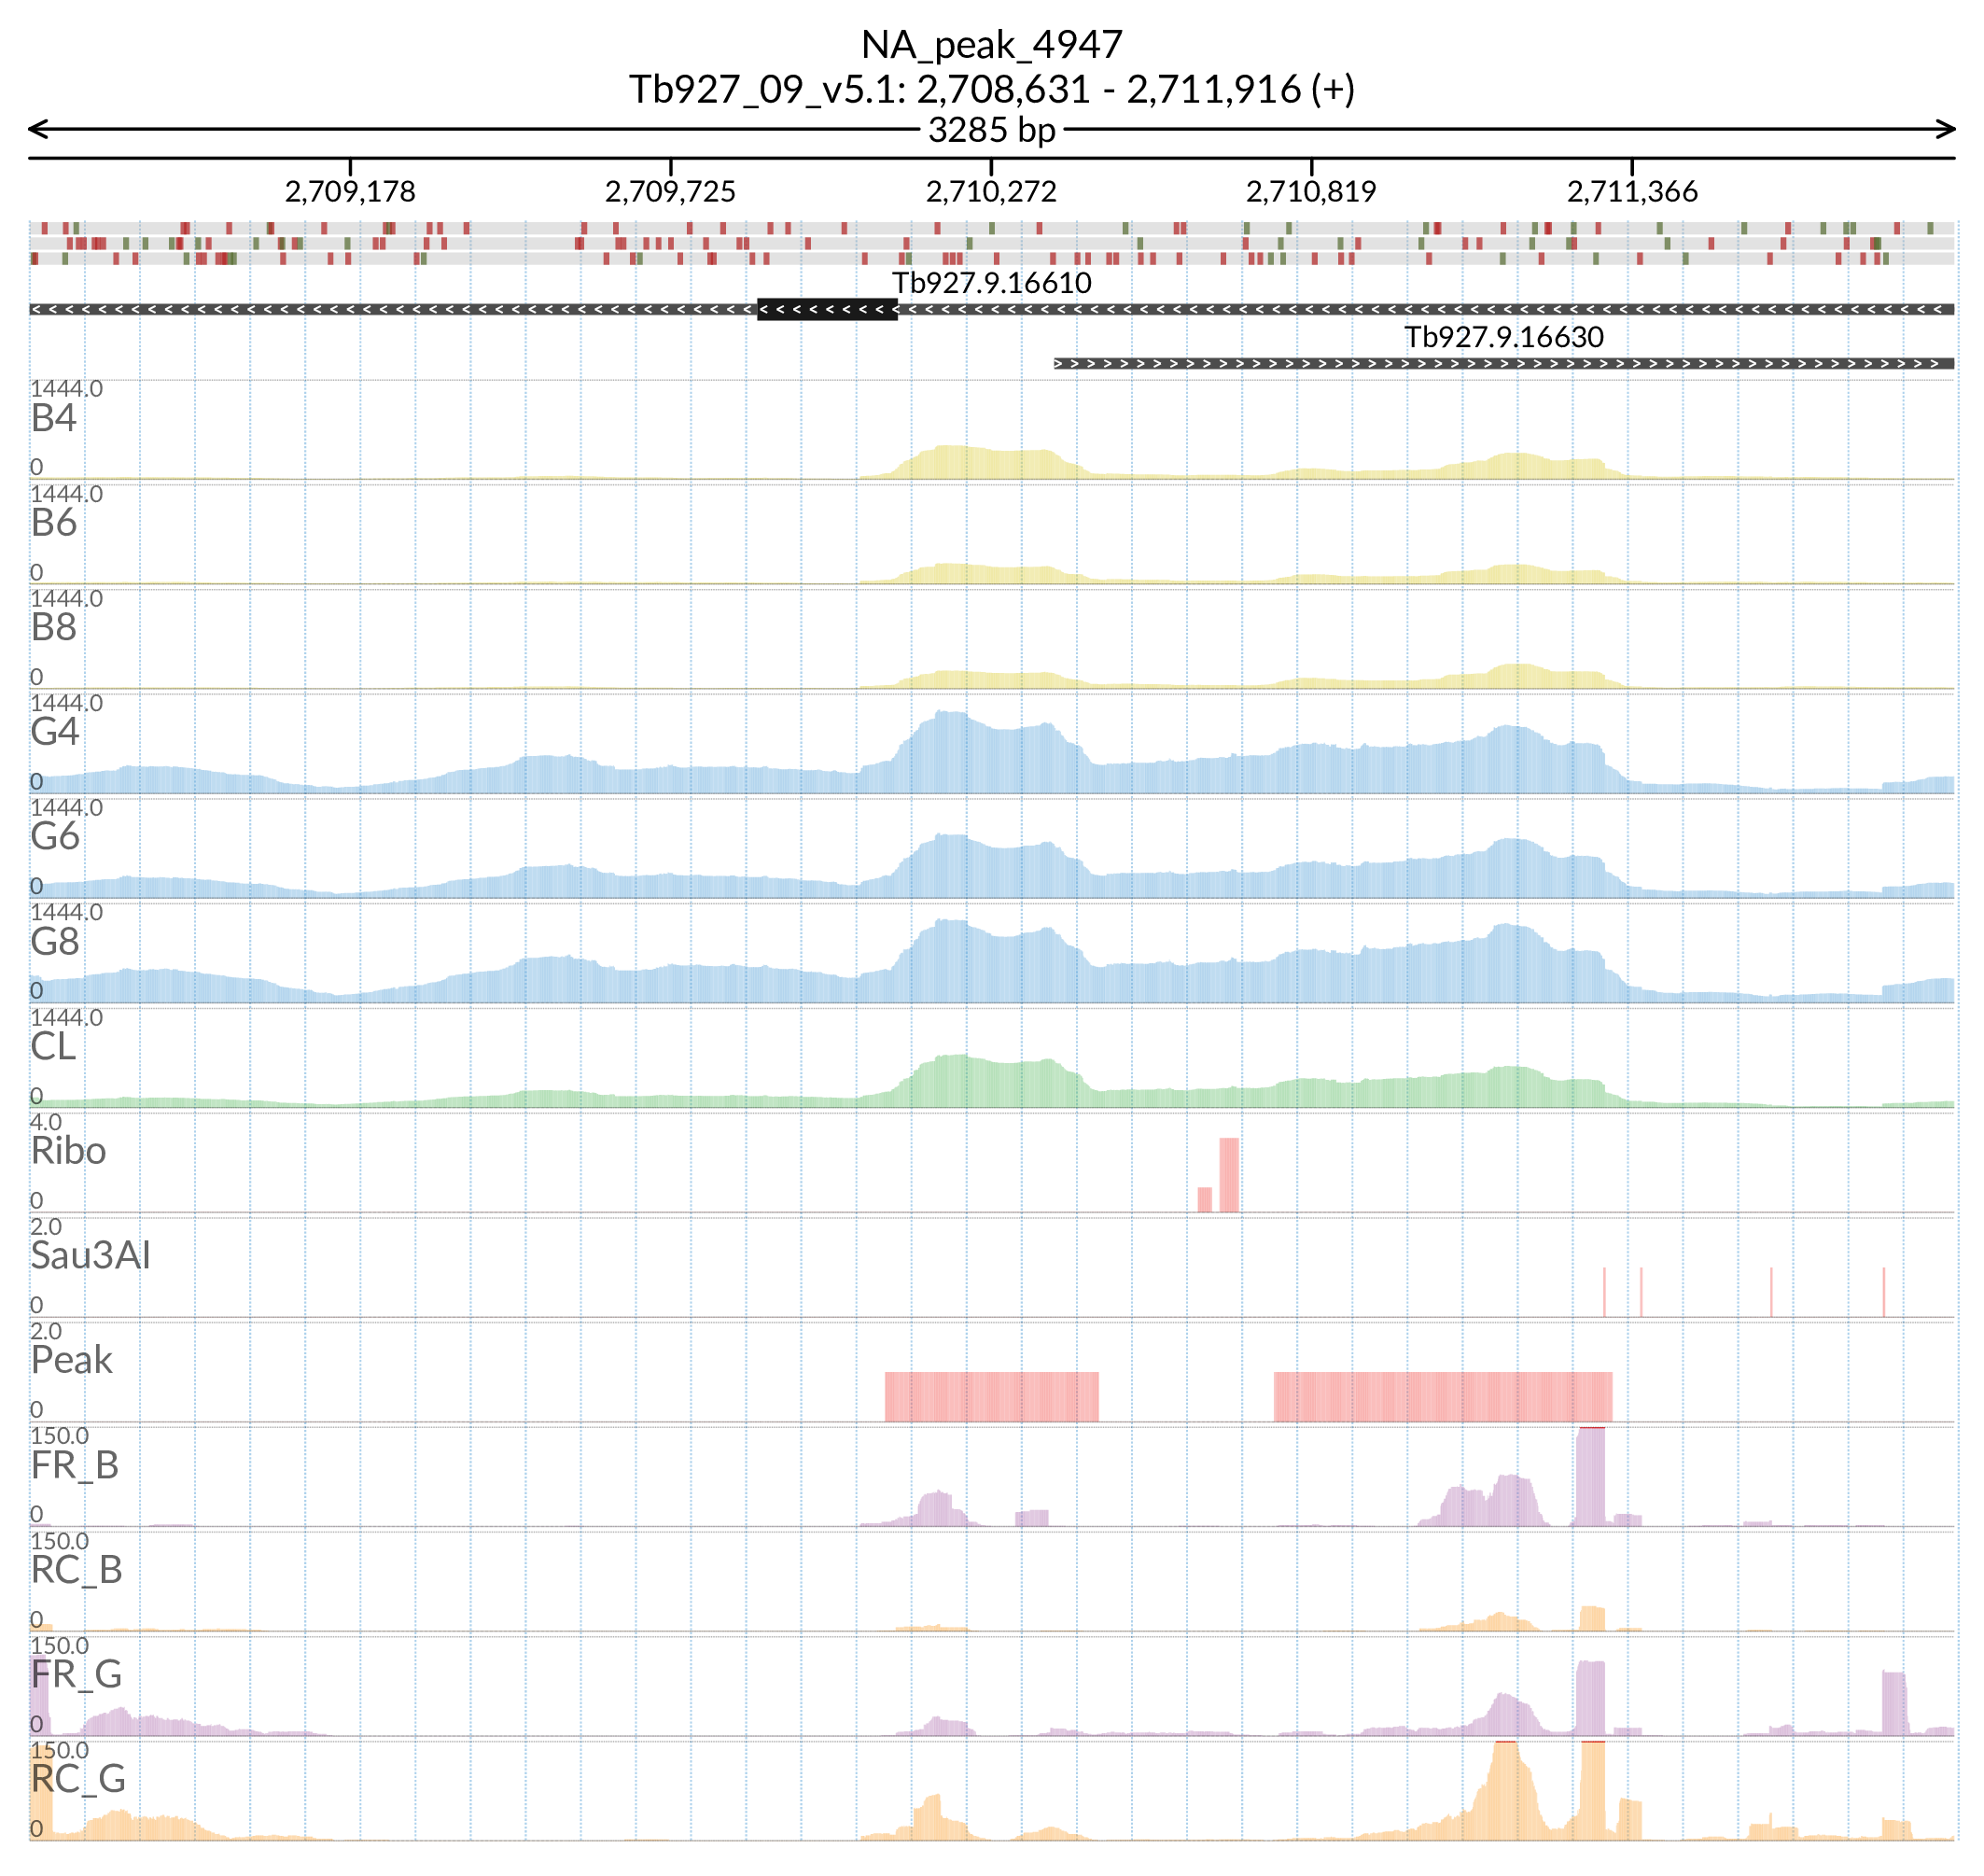 NA_peak_4947
Tb927_09_v5.1: 2,708,631 - 2,711,916 (+)
3285 bp
2,709,178 2,709,725 2,710,272 2,710,819 2,711,366
Tb927.9.16610
Tb927.9.16630
1444.0
B4
0
1444.0
B6
0
1444.0
B8
0
1444.0
G4
0
1444.0
G6
0
1444.0
G8
0
1444.0
CL
0
4.0
Ribo
0
2.0
Sau3AI
0
2.0
Peak
0
150.0
FR_B
0
150.0
RC_B
0
150.0
FR_G
0
150.0
RC_G
0